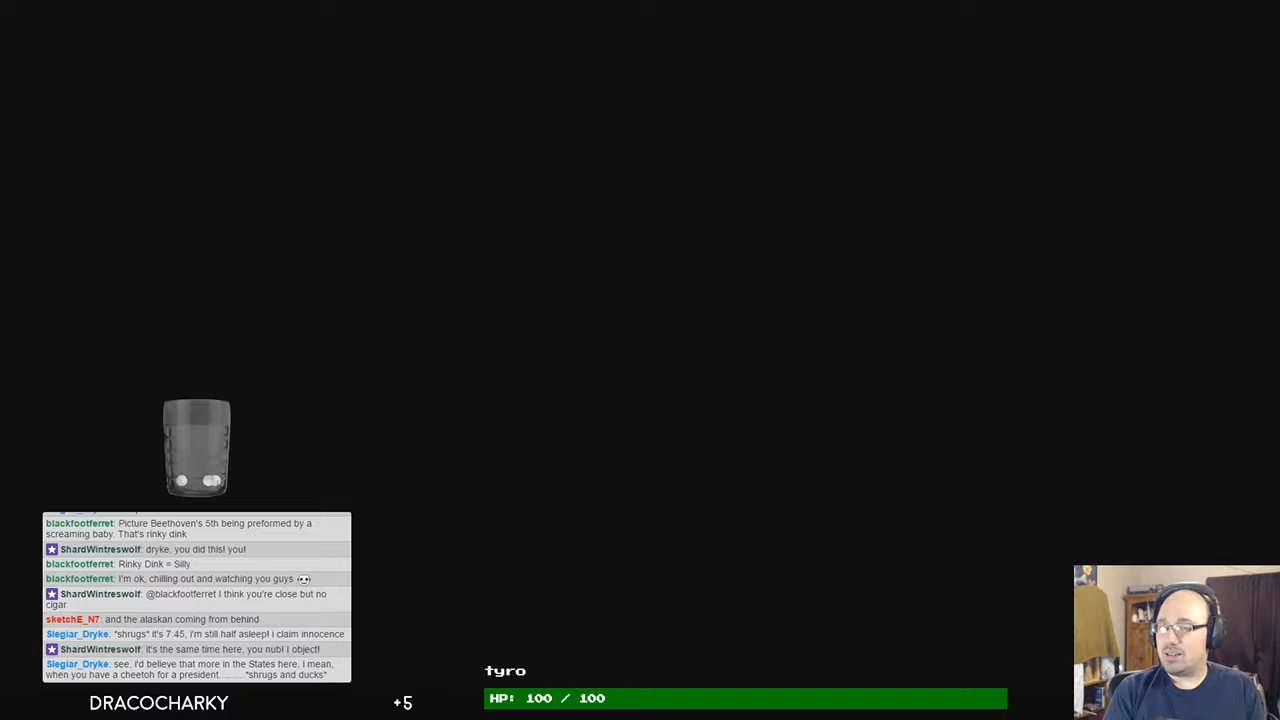 blackfootferret: Picture Beethoven's 5th being preformed by a
screaming baby. That's rinky dink
ShardWintreswolf: dryke, you did this! you!
blackfootferret: Rinky Dink = Silly
blackfootferret: I'm ok, chilling out and watching you guys
ShardWintreswolf: @blackfootferret I think you're close but no
cigar
sketchE_N7: and the alaskan coming from behind
Slegiar_Dryke: *shrugs* it's 7:45, i'm still half asleep! i claim innocence
ShardWintreswolf: it's the same time here, you nub! I object!
Slegiar_Dryke: see, i'd believe that more in the States here, i mean,
when you have a cheetoh for a president..........*shrugs and ducks*
DRACOCHARKY +5
tyro
HP: 100 / 100